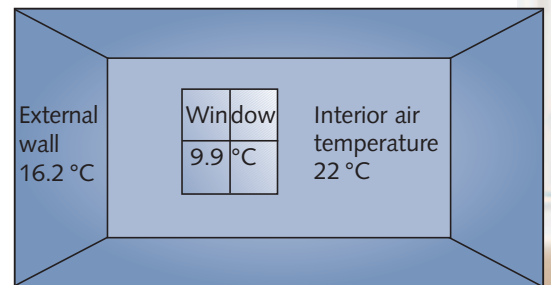 External
wall
16.2 °C
Window
9.9 °C
Interior air
temperature
22 °C